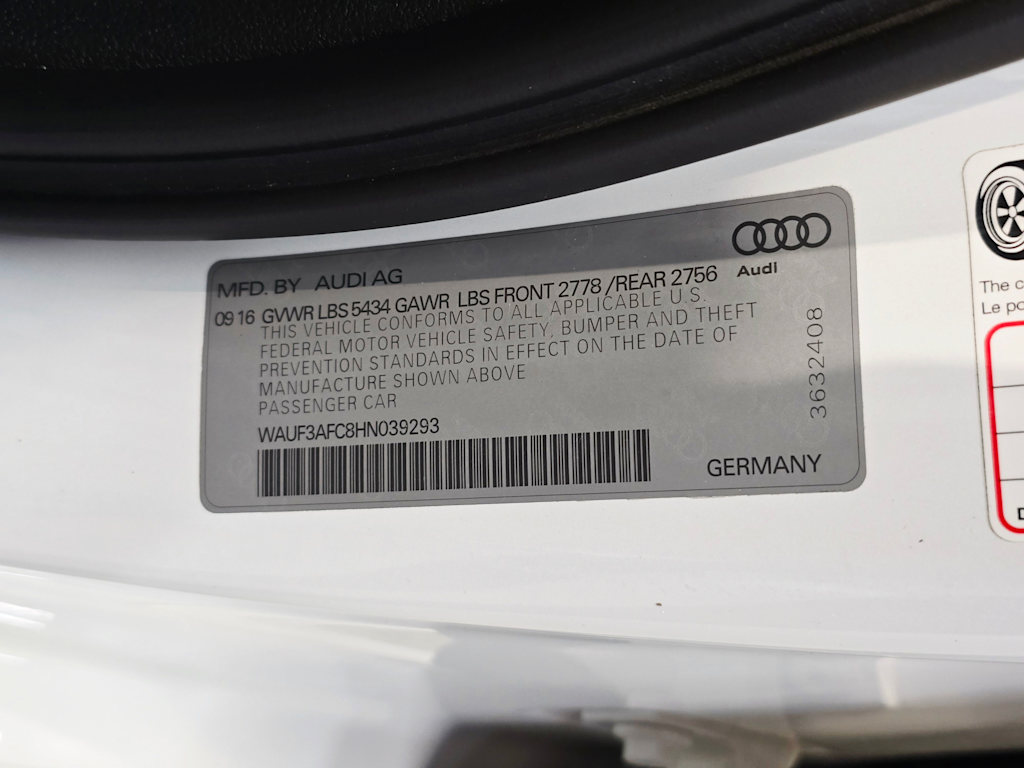 MFD. BY AUDI AG
Audi
09 16 GVWR LBS 5434 GAWR LBS FRONT 2778 /REAR 2756
THIS VEHICLE CONFORMS TO ALL APPLICABLE U.S.
FEDERAL MOTOR VEHICLE SAFETY, BUMPER AND THEFT
PREVENTION STANDARDS IN EFFECT ON THE DATE OF
MANUFACTURE SHOWN ABOVE
PASSENGER CAR
WAUF3AFC8HN039293
GERMANY
3632408
The c
Le po
D